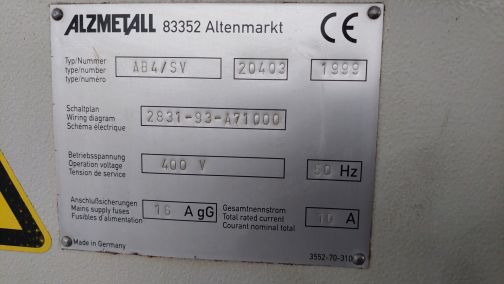 ALZMETALL 83352 Altenmarkt CE
Typ/Nummer
type/number
type/numéro
AB4/SV 20403 1999
Schaltplan
Wiring diagram
Schéma électrique
2831-93-A71000
Betriebsspannung
Operation voltage
Tension de service
400 V 50 Hz
Anschlußsicherungen
Mains supply fuses
Fusibles d'alimentation
16 A gG
Gesamtnennstrom
Total rated current
Courant nominal total
10 A
Made in Germany
3552-70-310